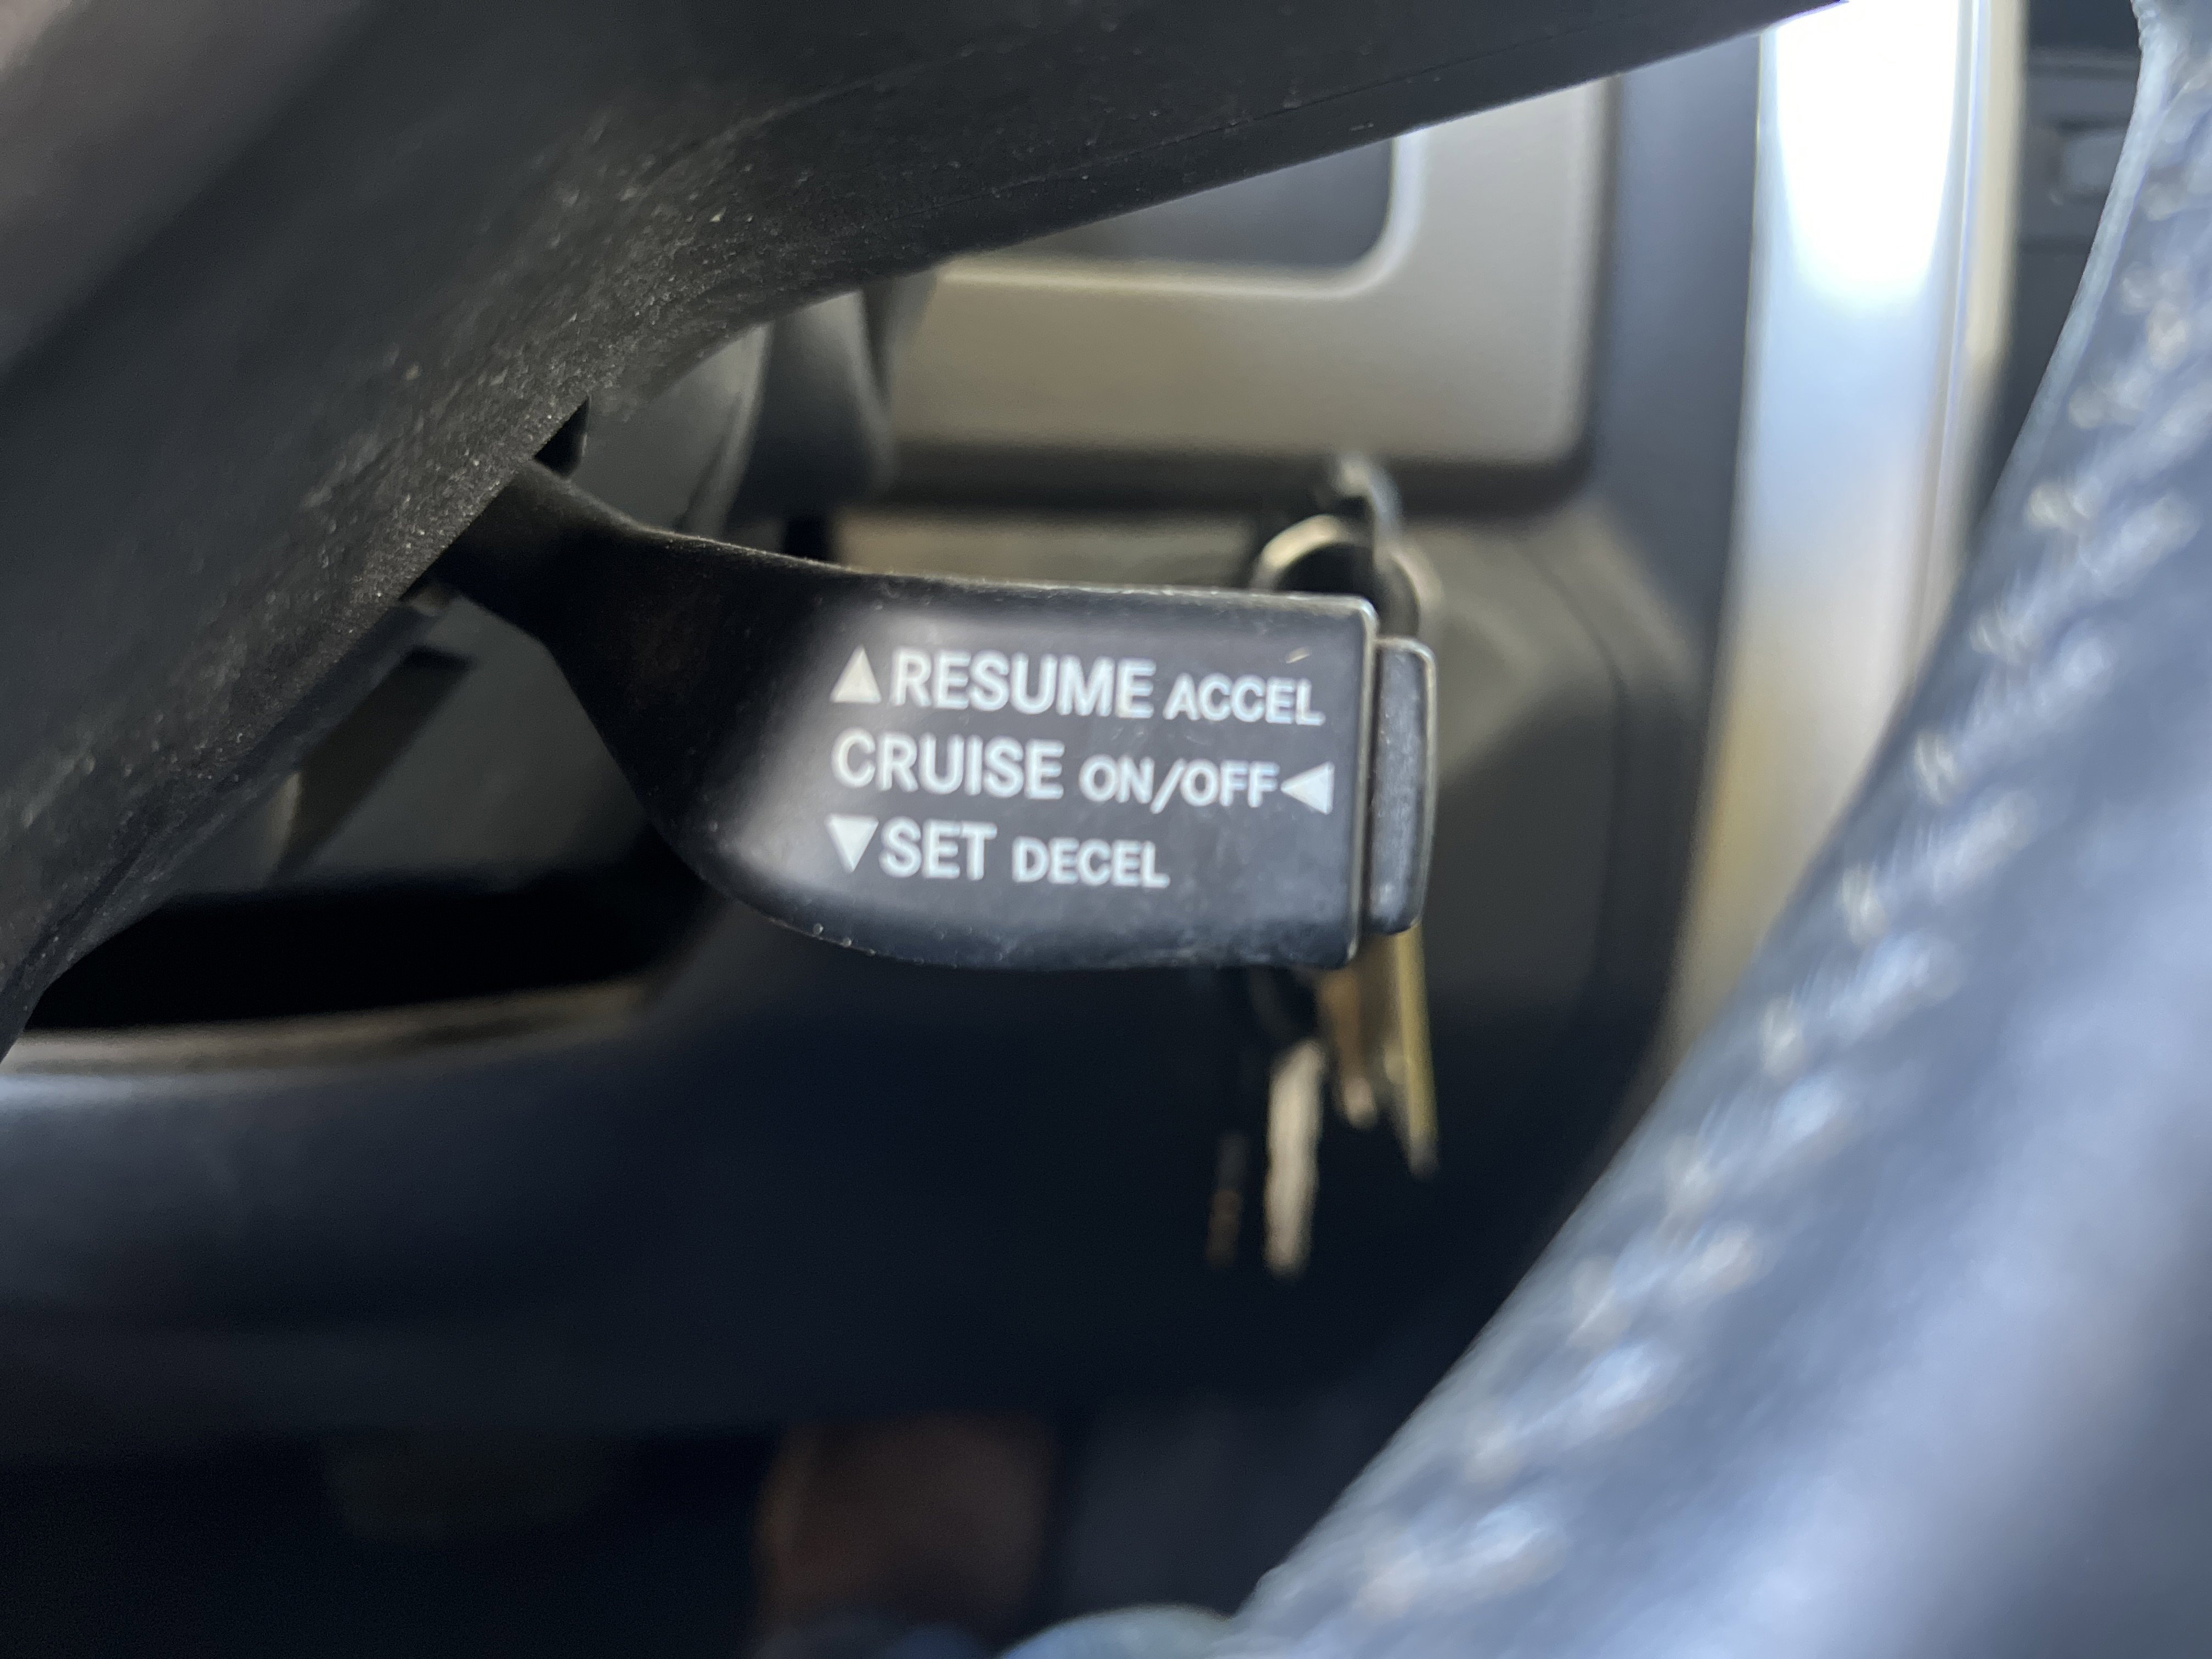 ▲RESUME ACCEL
CRUISE ON/OFF◀
▼SET DECEL